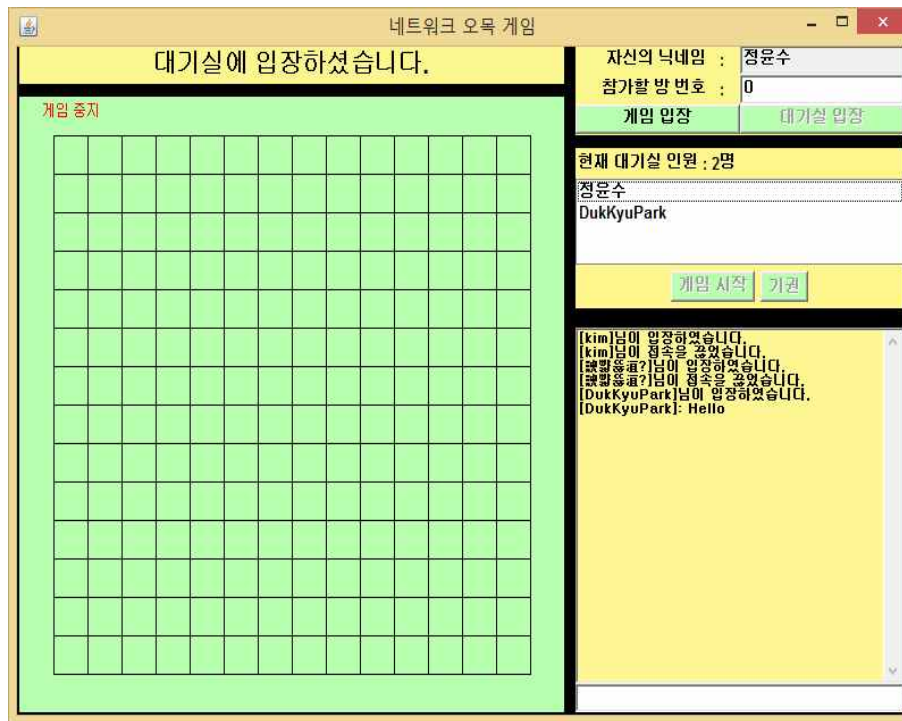 네트워크 오목 게임
대기실에 입장하셨습니다.
게임 중지
자신의 닉네임 : 정윤수
참가할 방 번호 : 0
게임 입장 대기실 입장
현재 대기실 인원 : 2명
정윤수
DukKyuPark
게임 시작 기권
[kim]님이 입장하였습니다.
[kim]님이 접속을 끊었습니다.
님이 입장하였습니다.
님이 접속을 끊었습니다.
[DukKyuPark]님이 입장하였습니다.
[DukKyuPark]: Hello